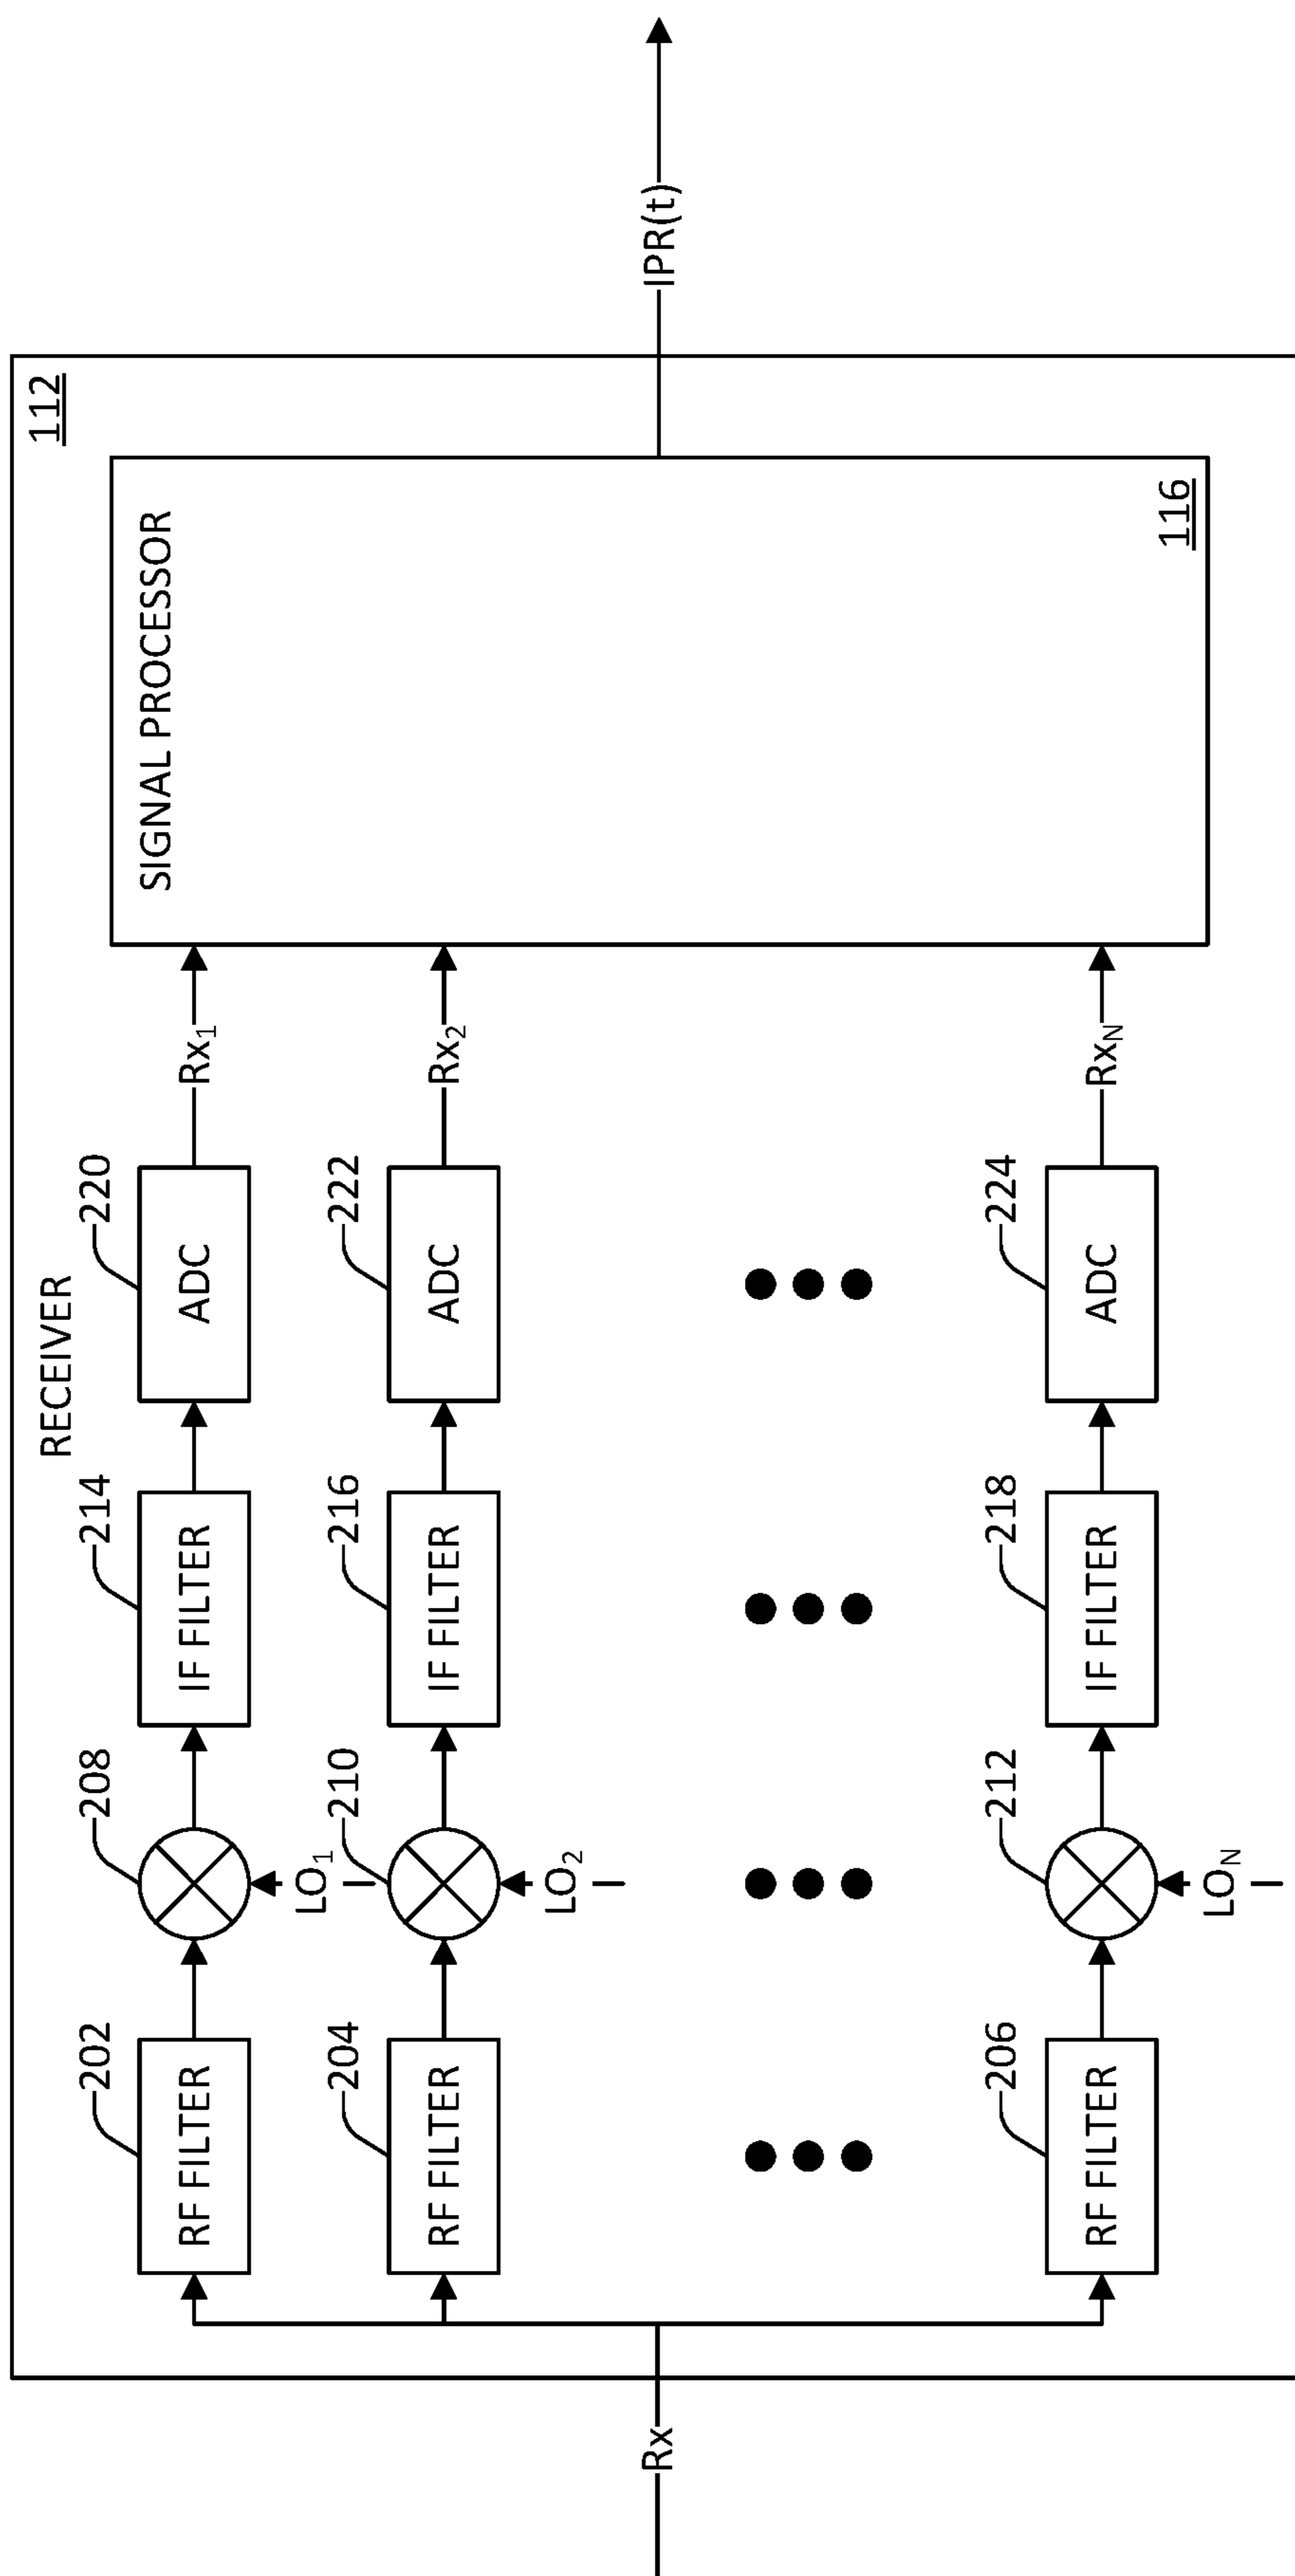 RECEIVER
112
202
208
214
220
RF FILTER
IF FILTER
ADC
Rx₁
SIGNAL PROCESSOR
LO₁
204
210
216
222
RF FILTER
IF FILTER
ADC
Rx₂
LO₂
Rx
IPR(t)
206
212
218
224
RF FILTER
IF FILTER
ADC
Rx_N
116
LO_N